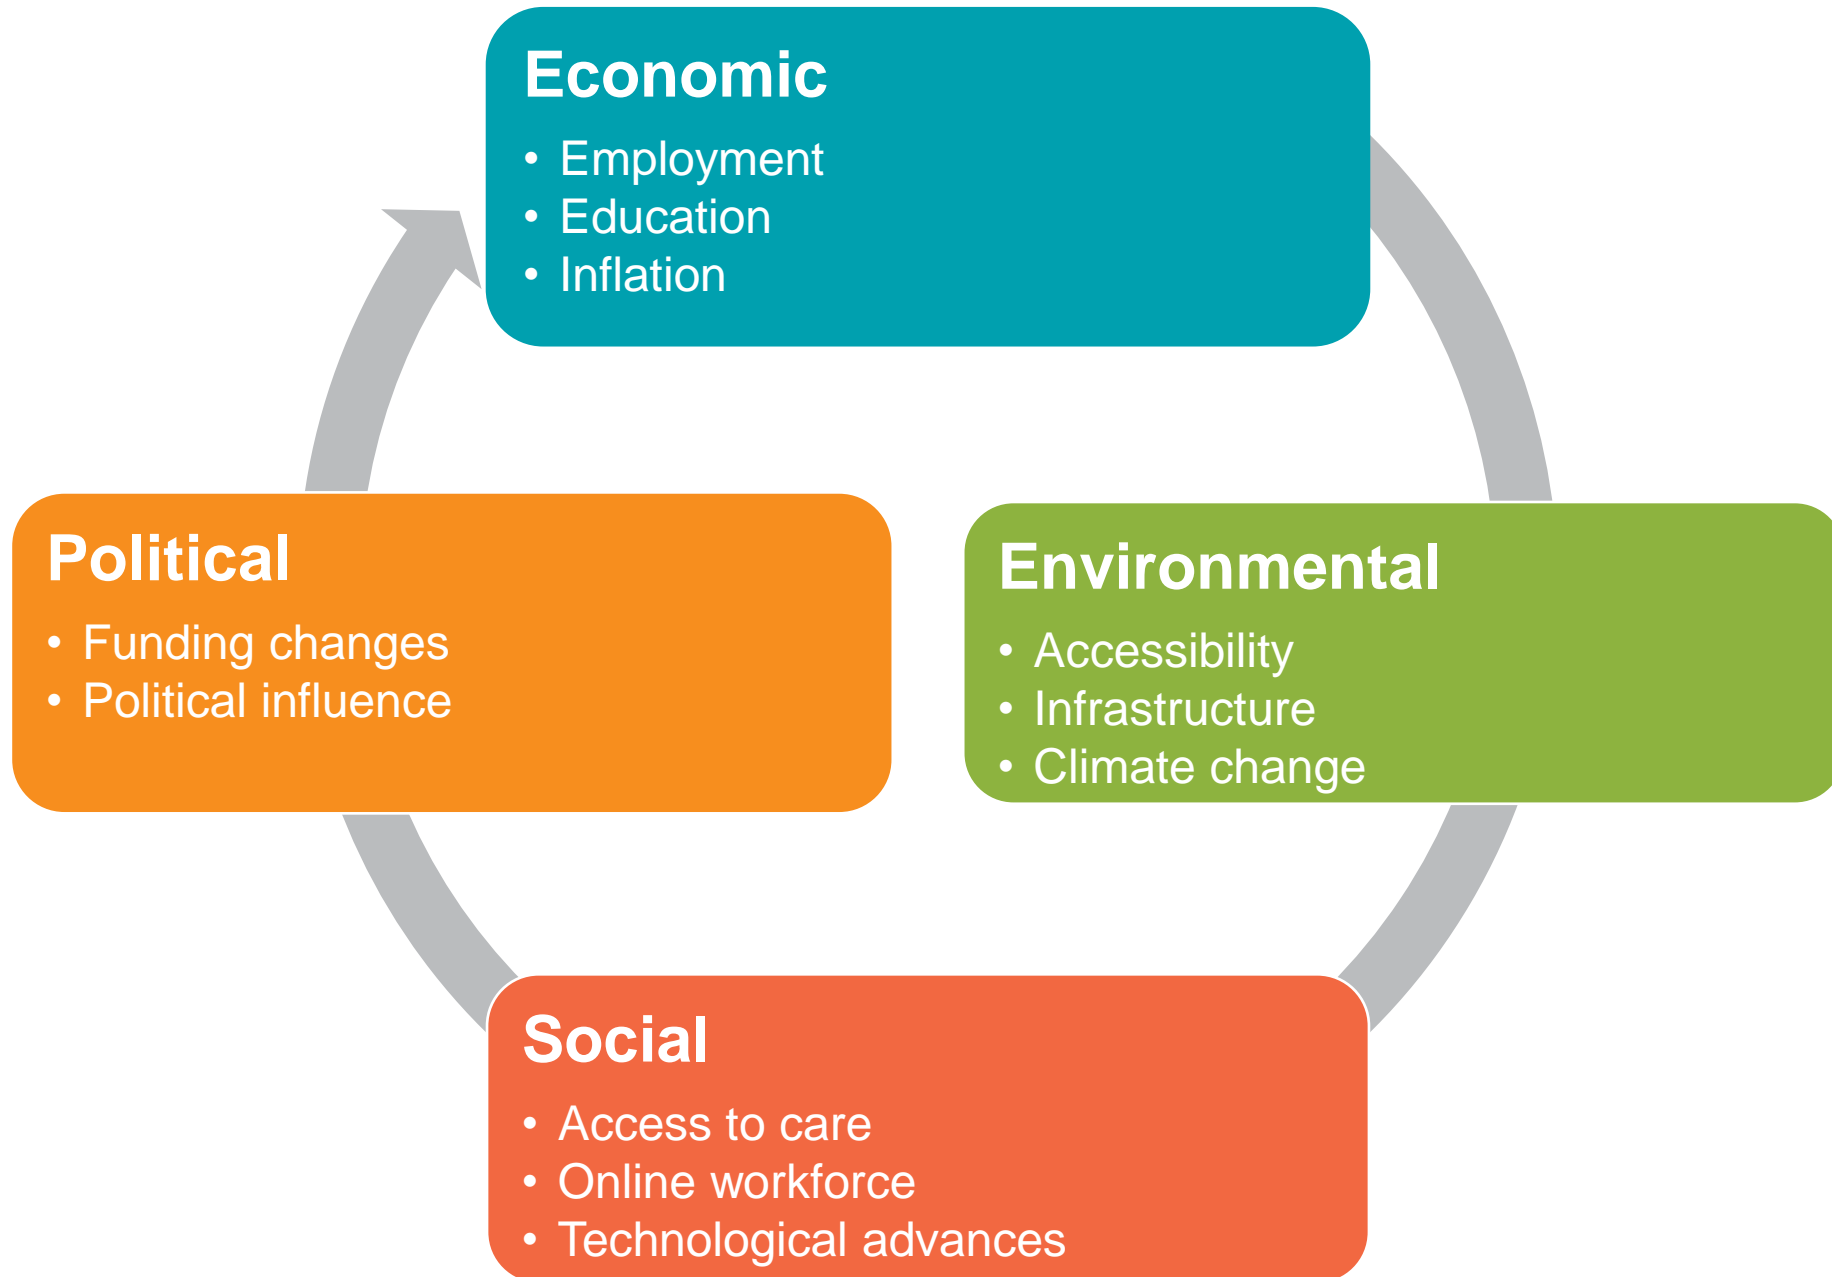 Economic
• Employment
• Education
• Inflation
Political
• Funding changes
• Political influence
Environmental
• Accessibility
• Infrastructure
• Climate change
Social
• Access to care
• Online workforce
• Technological advances